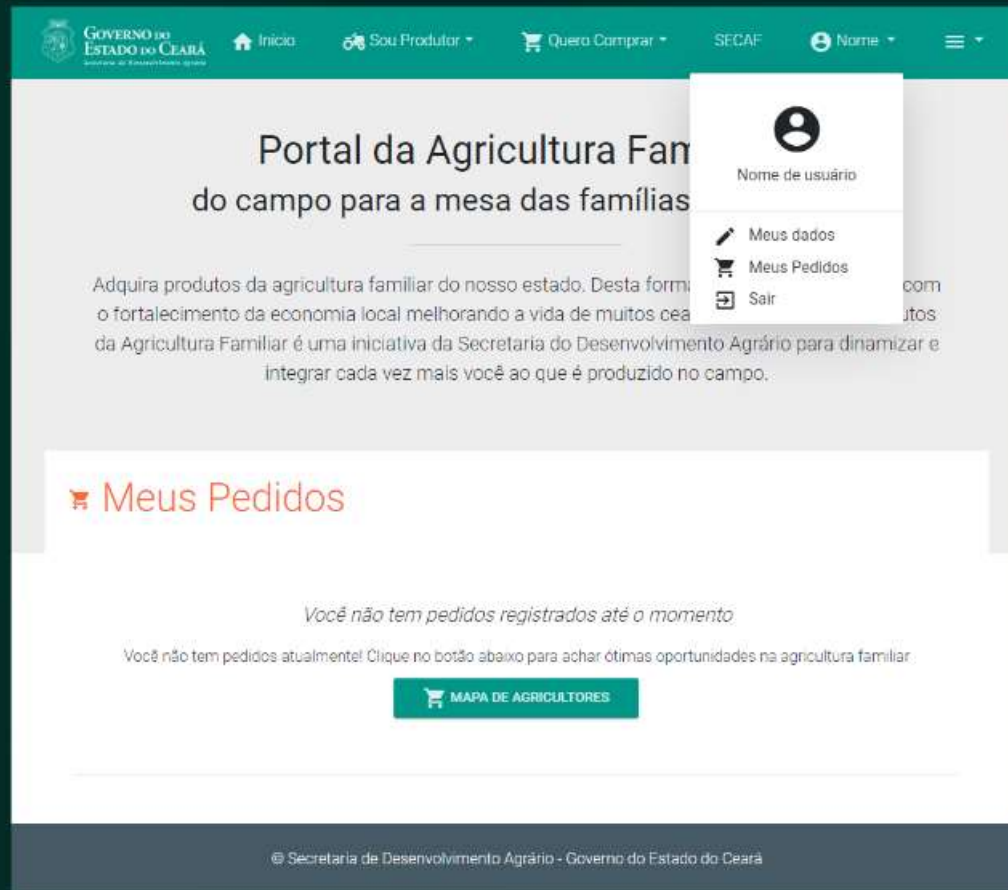 GOVERNO DO
ESTADO DO CEARÁ
Secretaria do Desenvolvimento Agrário
Início
Sou Produtor
Quero Comprar
SECAF
Nome
Nome de usuário
Meus dados
Meus Pedidos
Sair
Portal da Agricultura Fam
do campo para a mesa das famílias
Adquira produtos da agricultura familiar do nosso estado. Desta forma com
o fortalecimento da economia local melhorando a vida de muitos cea utos
da Agricultura Familiar é uma iniciativa da Secretaria do Desenvolvimento Agrário para dinamizar e
integrar cada vez mais você ao que é produzido no campo.
Meus Pedidos
Você não tem pedidos registrados até o momento
Você não tem pedidos atualmente! Clique no botão abaixo para achar ótimas oportunidades na agricultura familiar
MAPA DE AGRICULTORES
© Secretaria de Desenvolvimento Agrário - Governo do Estado do Ceará